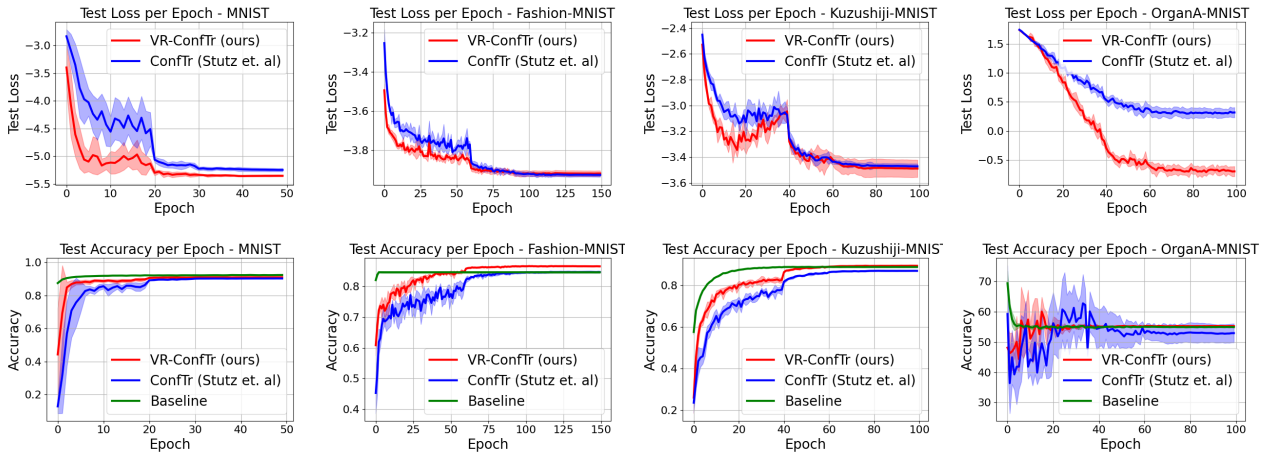 Test Loss per Epoch - MNIST
−3.0
−3.5
−4.0
−4.5
−5.0
−5.5
Test Loss
0 10 20 30 40 50
Epoch
VR-ConfTr (ours)
ConfTr (Stutz et. al)
Test Loss per Epoch - Fashion-MNIST
−3.2
−3.4
−3.6
−3.8
Test Loss
0 25 50 75 100 125 150
Epoch
VR-ConfTr (ours)
ConfTr (Stutz et. al)
Test Loss per Epoch - Kuzushiji-MNIST
−2.4
−2.6
−2.8
−3.0
−3.2
−3.4
−3.6
Test Loss
0 20 40 60 80 100
Epoch
VR-ConfTr (ours)
ConfTr (Stutz et. al)
Test Loss per Epoch - OrganA-MNIST
1.5
1.0
0.5
0.0
−0.5
Test Loss
0 20 40 60 80 100
Epoch
VR-ConfTr (ours)
ConfTr (Stutz et. al)
Test Accuracy per Epoch - MNIST
1.0
0.8
0.6
0.4
0.2
Accuracy
0 10 20 30 40 50
Epoch
VR-ConfTr (ours)
ConfTr (Stutz et. al)
Baseline
Test Accuracy per Epoch - Fashion-MNIST
0.8
0.7
0.6
0.5
0.4
Accuracy
0 25 50 75 100 125 150
Epoch
VR-ConfTr (ours)
ConfTr (Stutz et. al)
Baseline
Test Accuracy per Epoch - Kuzushiji-MNIS
0.8
0.6
0.4
0.2
Accuracy
0 20 40 60 80 100
Epoch
VR-ConfTr (ours)
ConfTr (Stutz et. al)
Baseline
Test Accuracy per Epoch - OrganA-MNIST
70
60
50
40
30
Accuracy
0 20 40 60 80 100
Epoch
VR-ConfTr (ours)
ConfTr (Stutz et. al)
Baseline